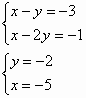 x − y = −3
x − 2y = −1
y = −2
x = −5